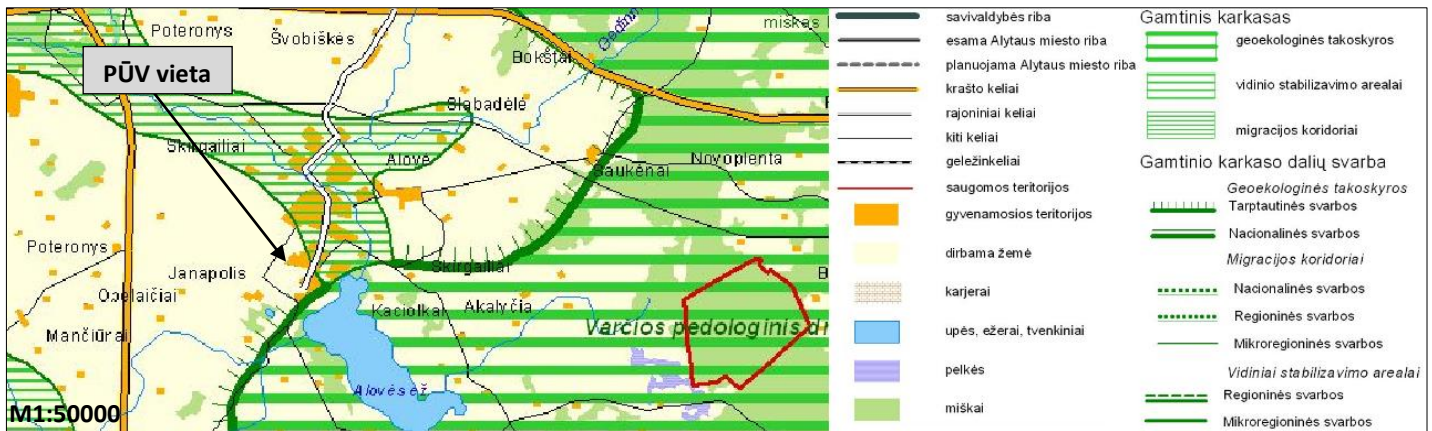 Poteronys
Švobiškės
miškas
Bokštai
PŪV vieta
Slabadėlė
Skirgailiai
Alovė
Novoplenta
Saukėnai
Poteronys
Janapolis
Skirgailiai
Obelaičiai
Kaciolkai
Akalyčia
Mančiūrai
Varčios pedologinis dr
Alovės ež.
M1:50000
savivaldybės riba
esama Alytaus miesto riba
planuojama Alytaus miesto riba
krašto keliai
rajoniniai keliai
kiti keliai
geležinkeliai
saugomos teritorijos
gyvenamosios teritorijos
dirbama žemė
karjerai
upės, ežerai, tvenkiniai
pelkės
miškai
Gamtinis karkasas
geoekologinės takoskyros
vidinio stabilizavimo arealai
migracijos koridoriai
Gamtinio karkaso dalių svarba
Geoekologinės takoskyros
Tarptautinės svarbos
Nacionalinės svarbos
Migracijos koridoriai
Nacionalinės svarbos
Regioninės svarbos
Mikroregioninės svarbos
Vidiniai stabilizavimo arealai
Regioninės svarbos
Mikroregioninės svarbos